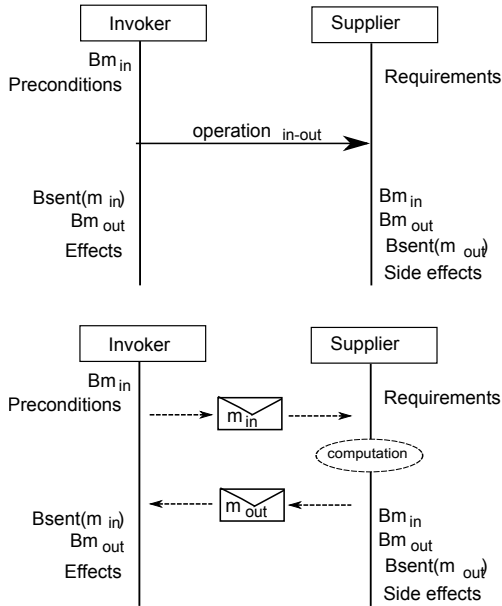 Invoker
Supplier
Bm in
Preconditions
Requirements
operation in-out
Bsent(m in)
Bm out
Effects
Bm in
Bm out
Bsent(m out)
Side effects
Invoker
Supplier
Bm in
Preconditions
Requirements
m in
computation
m out
Bsent(m in)
Bm out
Effects
Bm in
Bm out
Bsent(m out)
Side effects